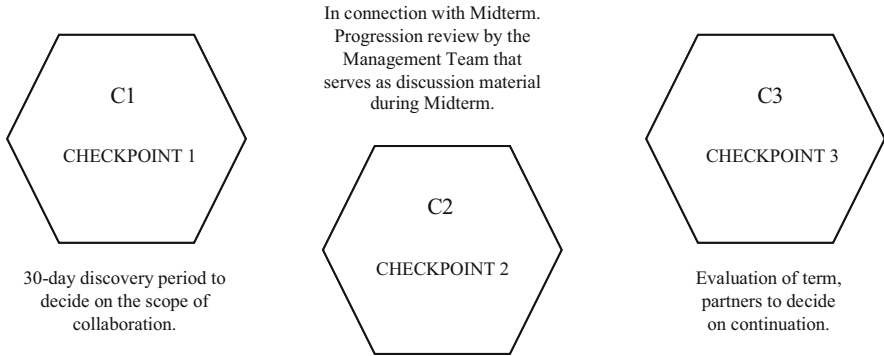 C1
CHECKPOINT 1
30-day discovery period to
decide on the scope of
collaboration.
In connection with Midterm.
Progression review by the
Management Team that
serves as discussion material
during Midterm.
C2
CHECKPOINT 2
C3
CHECKPOINT 3
Evaluation of term,
partners to decide
on continuation.